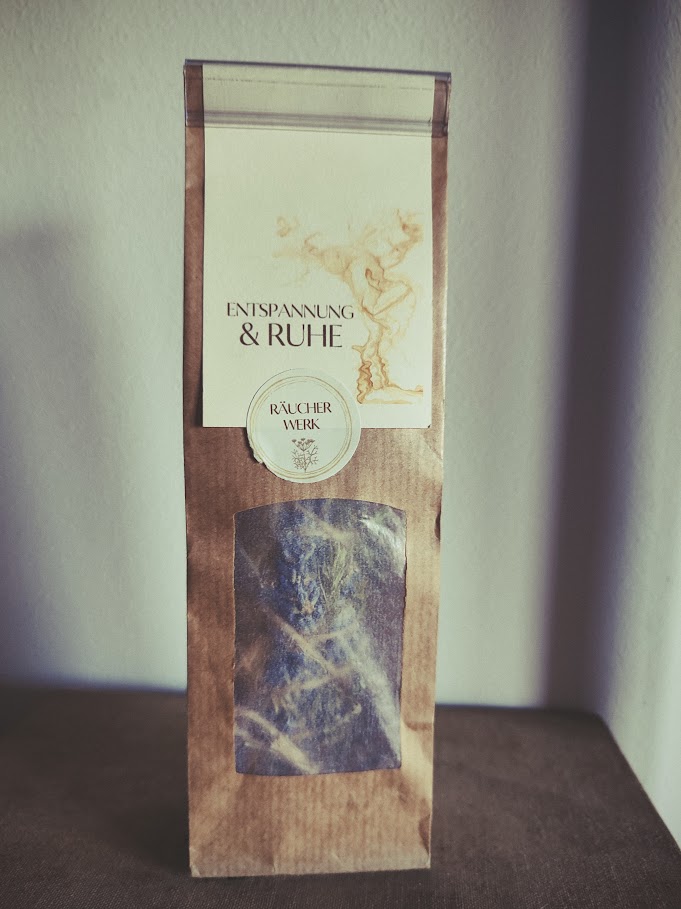 ENTSPANNUNG
& RUHE
RÄUCHER
WERK